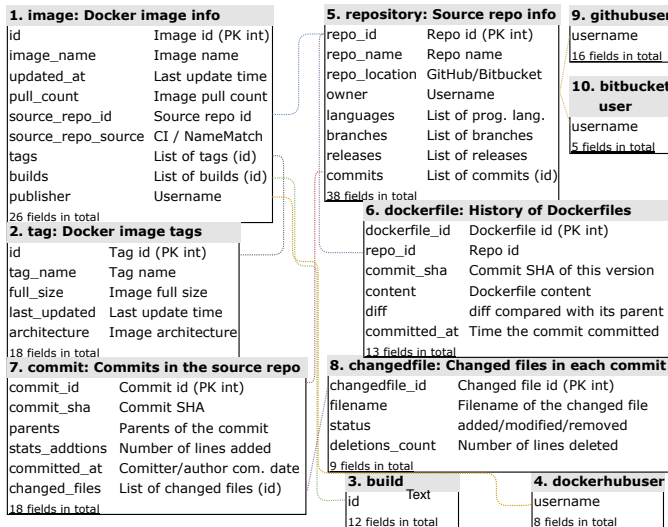 1. image: Docker image info
id Image id (PK int)
image_name Image name
updated_at Last update time
pull_count Image pull count
source_repo_id Source repo id
source_repo_source CI / NameMatch
tags List of tags (id)
builds List of builds (id)
publisher Username
26 fields in total
2. tag: Docker image tags
id Tag id (PK int)
tag_name Tag name
full_size Image full size
last_updated Last update time
architecture Image architecture
18 fields in total
7. commit: Commits in the source repo
commit_id Commit id (PK int)
commit_sha Commit SHA
parents Parents of the commit
stats_addtions Number of lines added
committed_at Comitter/author com. date
changed_files List of changed files (id)
18 fields in total
5. repository: Source repo info
repo_id Repo id (PK int)
repo_name Repo name
repo_location GitHub/Bitbucket
owner Username
languages List of prog. lang.
branches List of branches
releases List of releases
commits List of commits (id)
38 fields in total
9. githubuser
username
16 fields in total
10. bitbucket
user
username
5 fields in total
6. dockerfile: History of Dockerfiles
dockerfile_id Dockerfile id (PK int)
repo_id Repo id
commit_sha Commit SHA of this version
content Dockerfile content
diff diff compared with its parent
committed_at Time the commit committed
13 fields in total
8. changedfile: Changed files in each commit
changedfile_id Changed file id (PK int)
filename Filename of the changed file
status added/modified/removed
deletions_count Number of lines deleted
9 fields in total
3. build
id Text
12 fields in total
4. dockerhubuser
username
8 fields in total